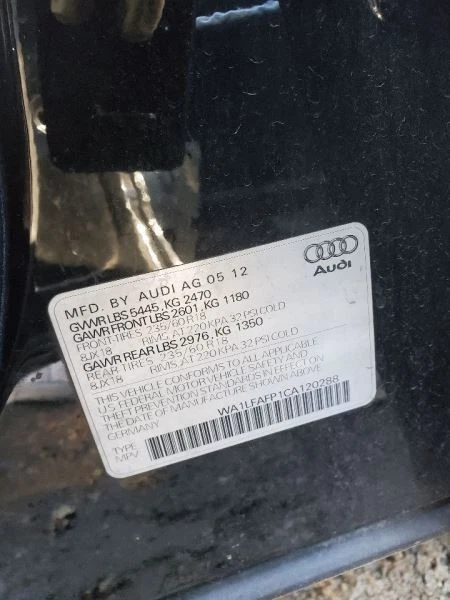 MFD. BY AUDI AG 05 12
GVWR LBS 5445, KG 2470
GAWR FRONT LBS 2601, KG 1180
FRONT-TIRES 235/60 R18
8JX18 RIMS AT 220 KPA 32 PSI COLD
GAWR REAR LBS 2976, KG 1350
REAR TIRES 235/60 R18
8JX18 RIMS AT 220 KPA 32 PSI COLD
THIS VEHICLE CONFORMS TO ALL APPLICABLE
U.S. FEDERAL MOTOR VEHICLE SAFETY AND
THEFT PREVENTION STANDARDS IN EFFECT
ON THE DATE OF MANUFACTURE SHOWN ABOVE
GERMANY WA1LFAFP1CA120288
TYPE
MPV
Audi